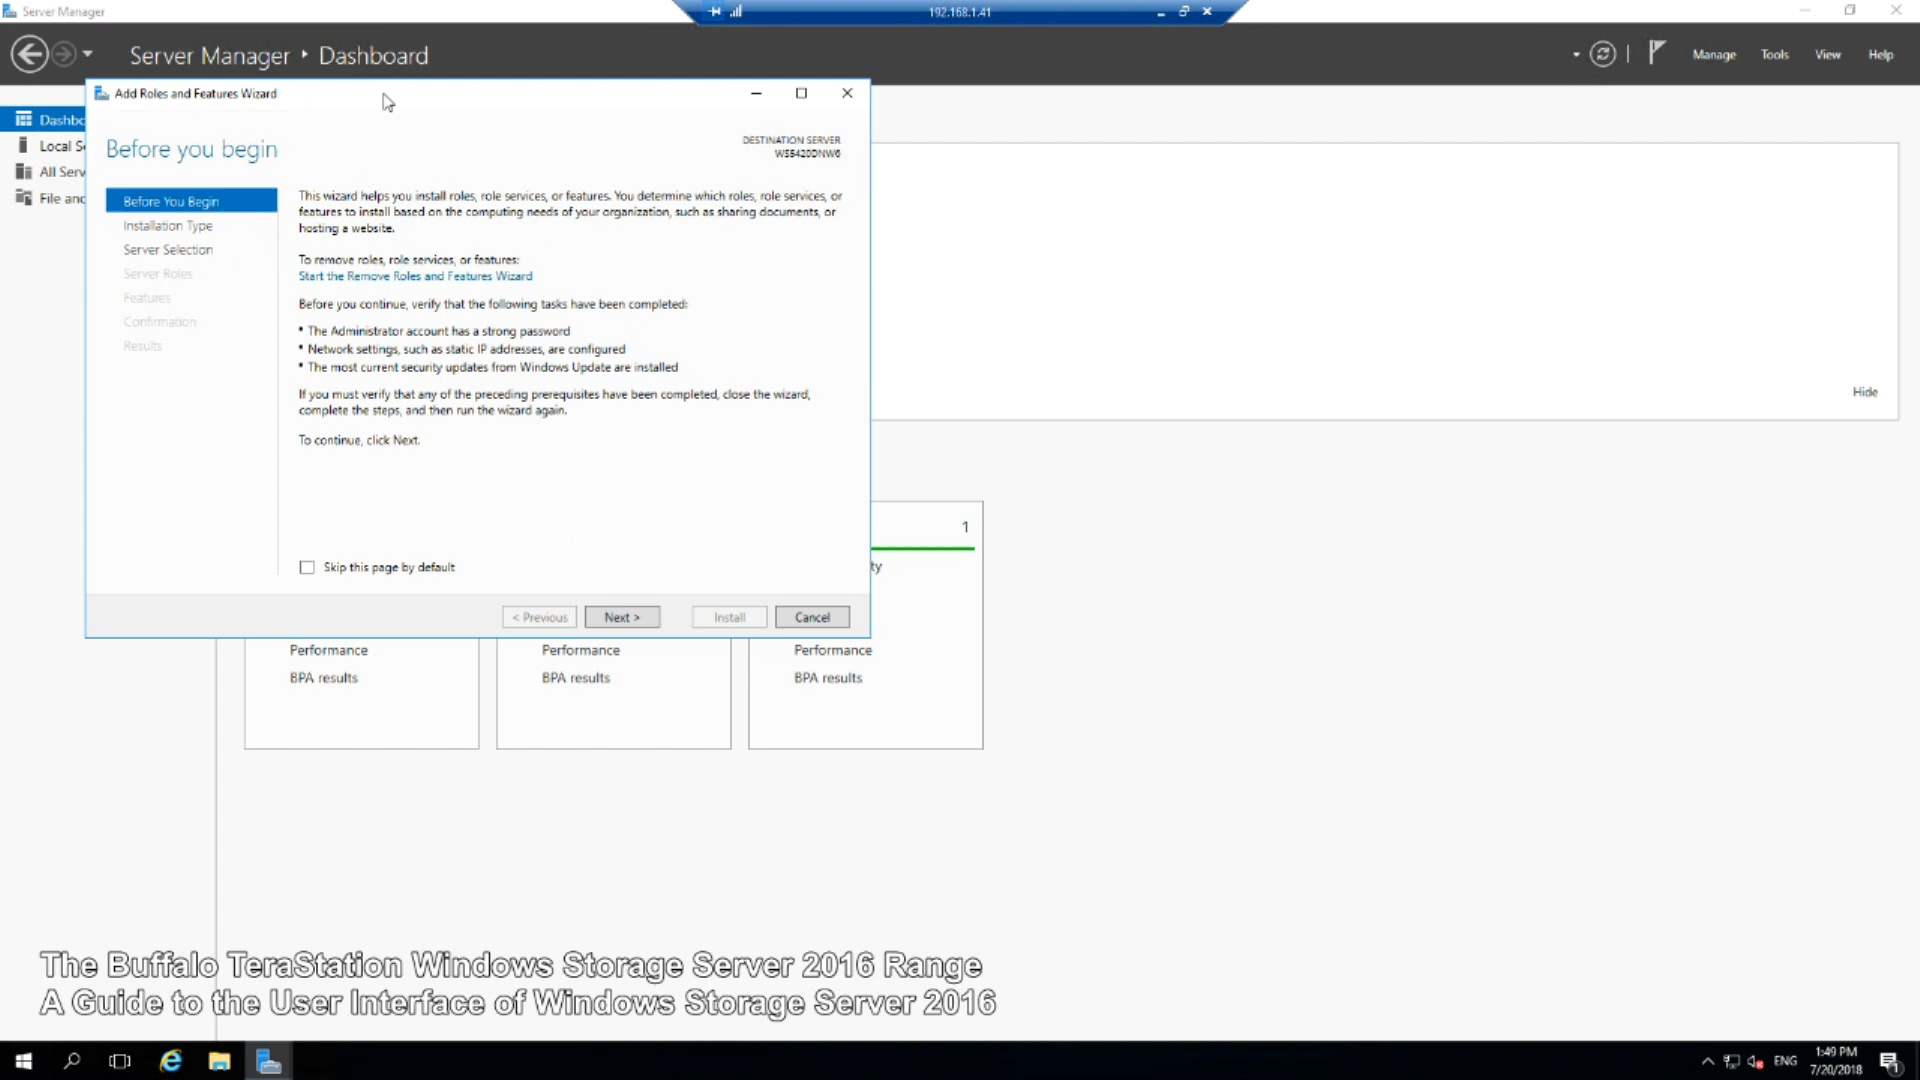 Server Manager
192.168.1.41
Server Manager
Dashboard
Manage
Tools
View
Help
Add Roles and Features Wizard
Dashbo
Local Se
All Serv
File and
Before you begin
DESTINATION SERVER
WS5420DNW6
Before You Begin
Installation Type
Server Selection
Server Roles
Features
Confirmation
Results
This wizard helps you install roles, role services, or features. You determine which roles, role services, or
features to install based on the computing needs of your organization, such as sharing documents, or
hosting a website.
To remove roles, role services, or features:
Start the Remove Roles and Features Wizard
Before you continue, verify that the following tasks have been completed:
• The Administrator account has a strong password
• Network settings, such as static IP addresses, are configured
• The most current security updates from Windows Update are installed
If you must verify that any of the preceding prerequisites have been completed, close the wizard,
complete the steps, and then run the wizard again.
To continue, click Next.
Skip this page by default
< Previous
Next >
Install
Cancel
Hide
1
ty
Performance
BPA results
Performance
BPA results
Performance
BPA results
The Buffalo TeraStation Windows Storage Server 2016 Range
A Guide to the User Interface of Windows Storage Server 2016
ENG
1:49 PM
7/20/2018
1